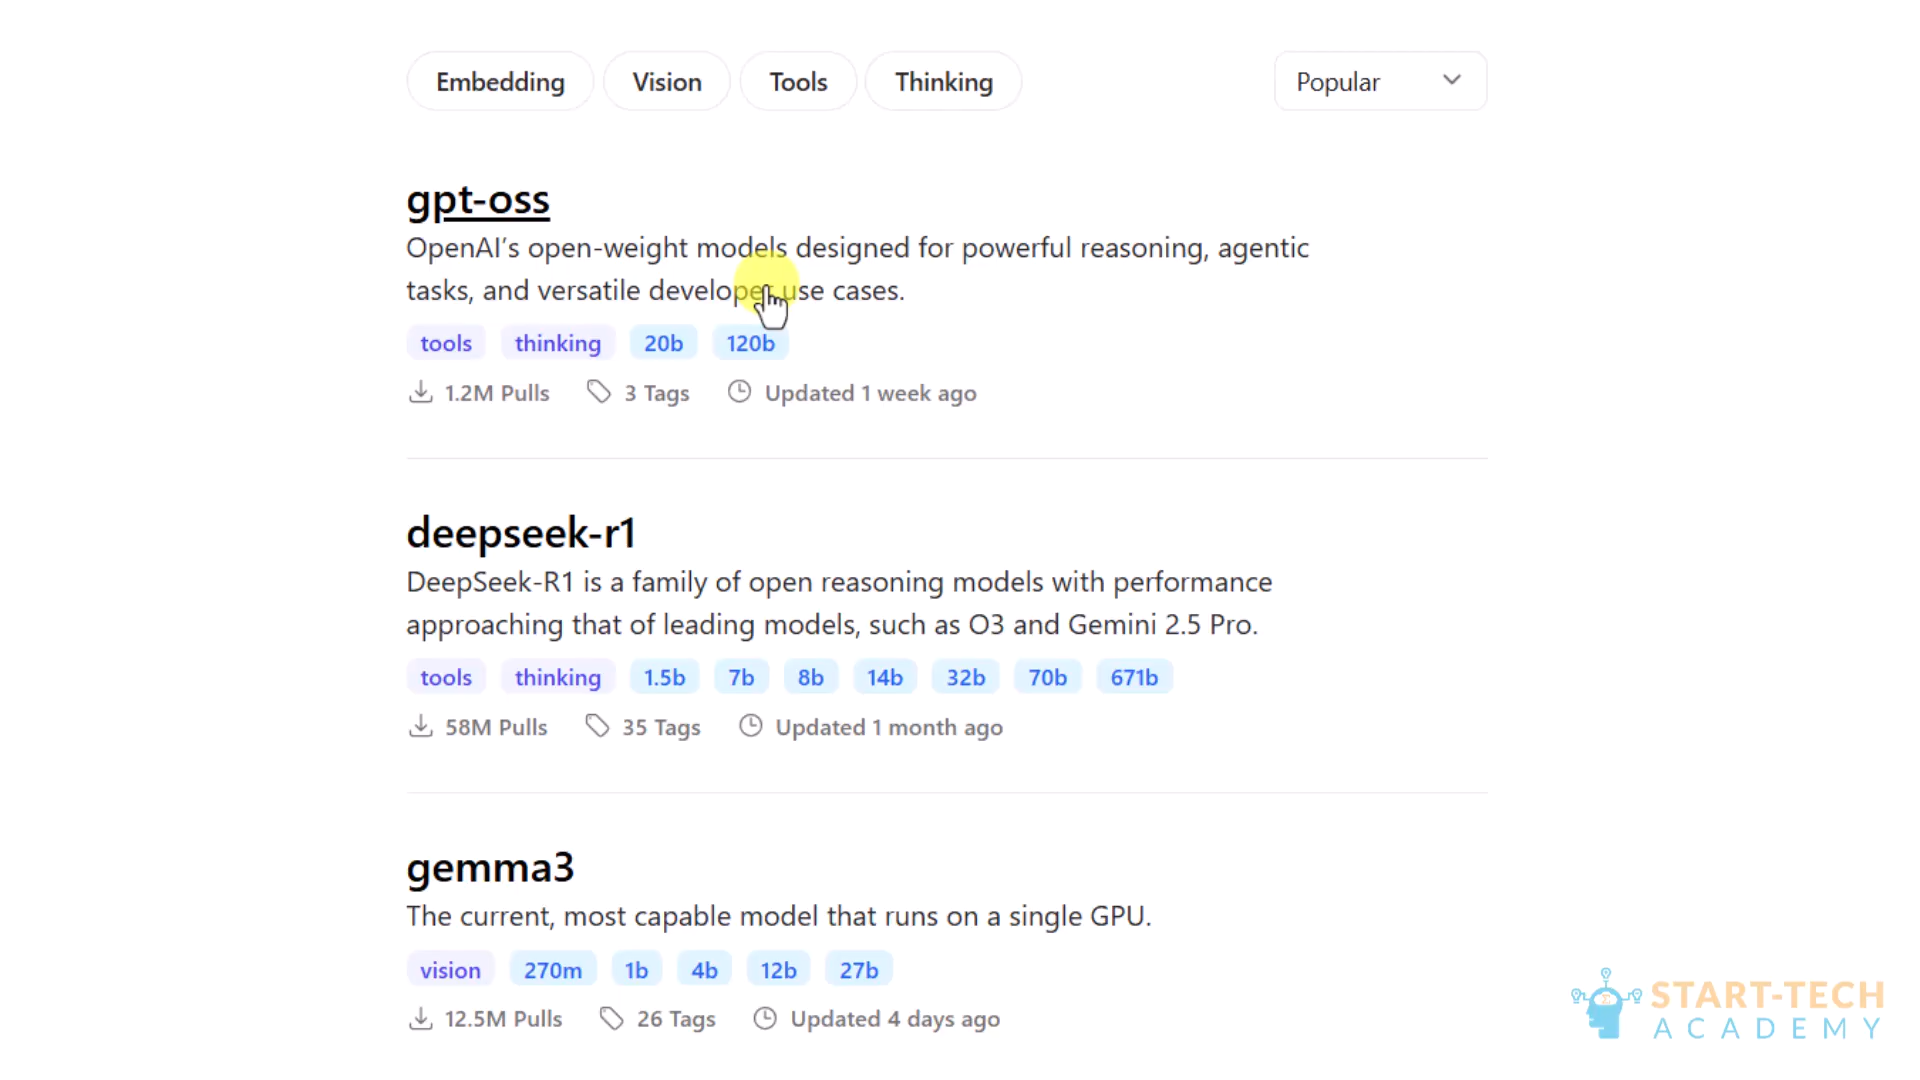 Embedding Vision Tools Thinking Popular
gpt-oss
OpenAI's open-weight models designed for powerful reasoning, agentic
tasks, and versatile developer use cases.
tools thinking 20b 120b
1.2M Pulls 3 Tags Updated 1 week ago
deepseek-r1
DeepSeek-R1 is a family of open reasoning models with performance
approaching that of leading models, such as O3 and Gemini 2.5 Pro.
tools thinking 1.5b 7b 8b 14b 32b 70b 671b
58M Pulls 35 Tags Updated 1 month ago
gemma3
The current, most capable model that runs on a single GPU.
vision 270m 1b 4b 12b 27b
12.5M Pulls 26 Tags Updated 4 days ago
START-TECH
ACADEMY